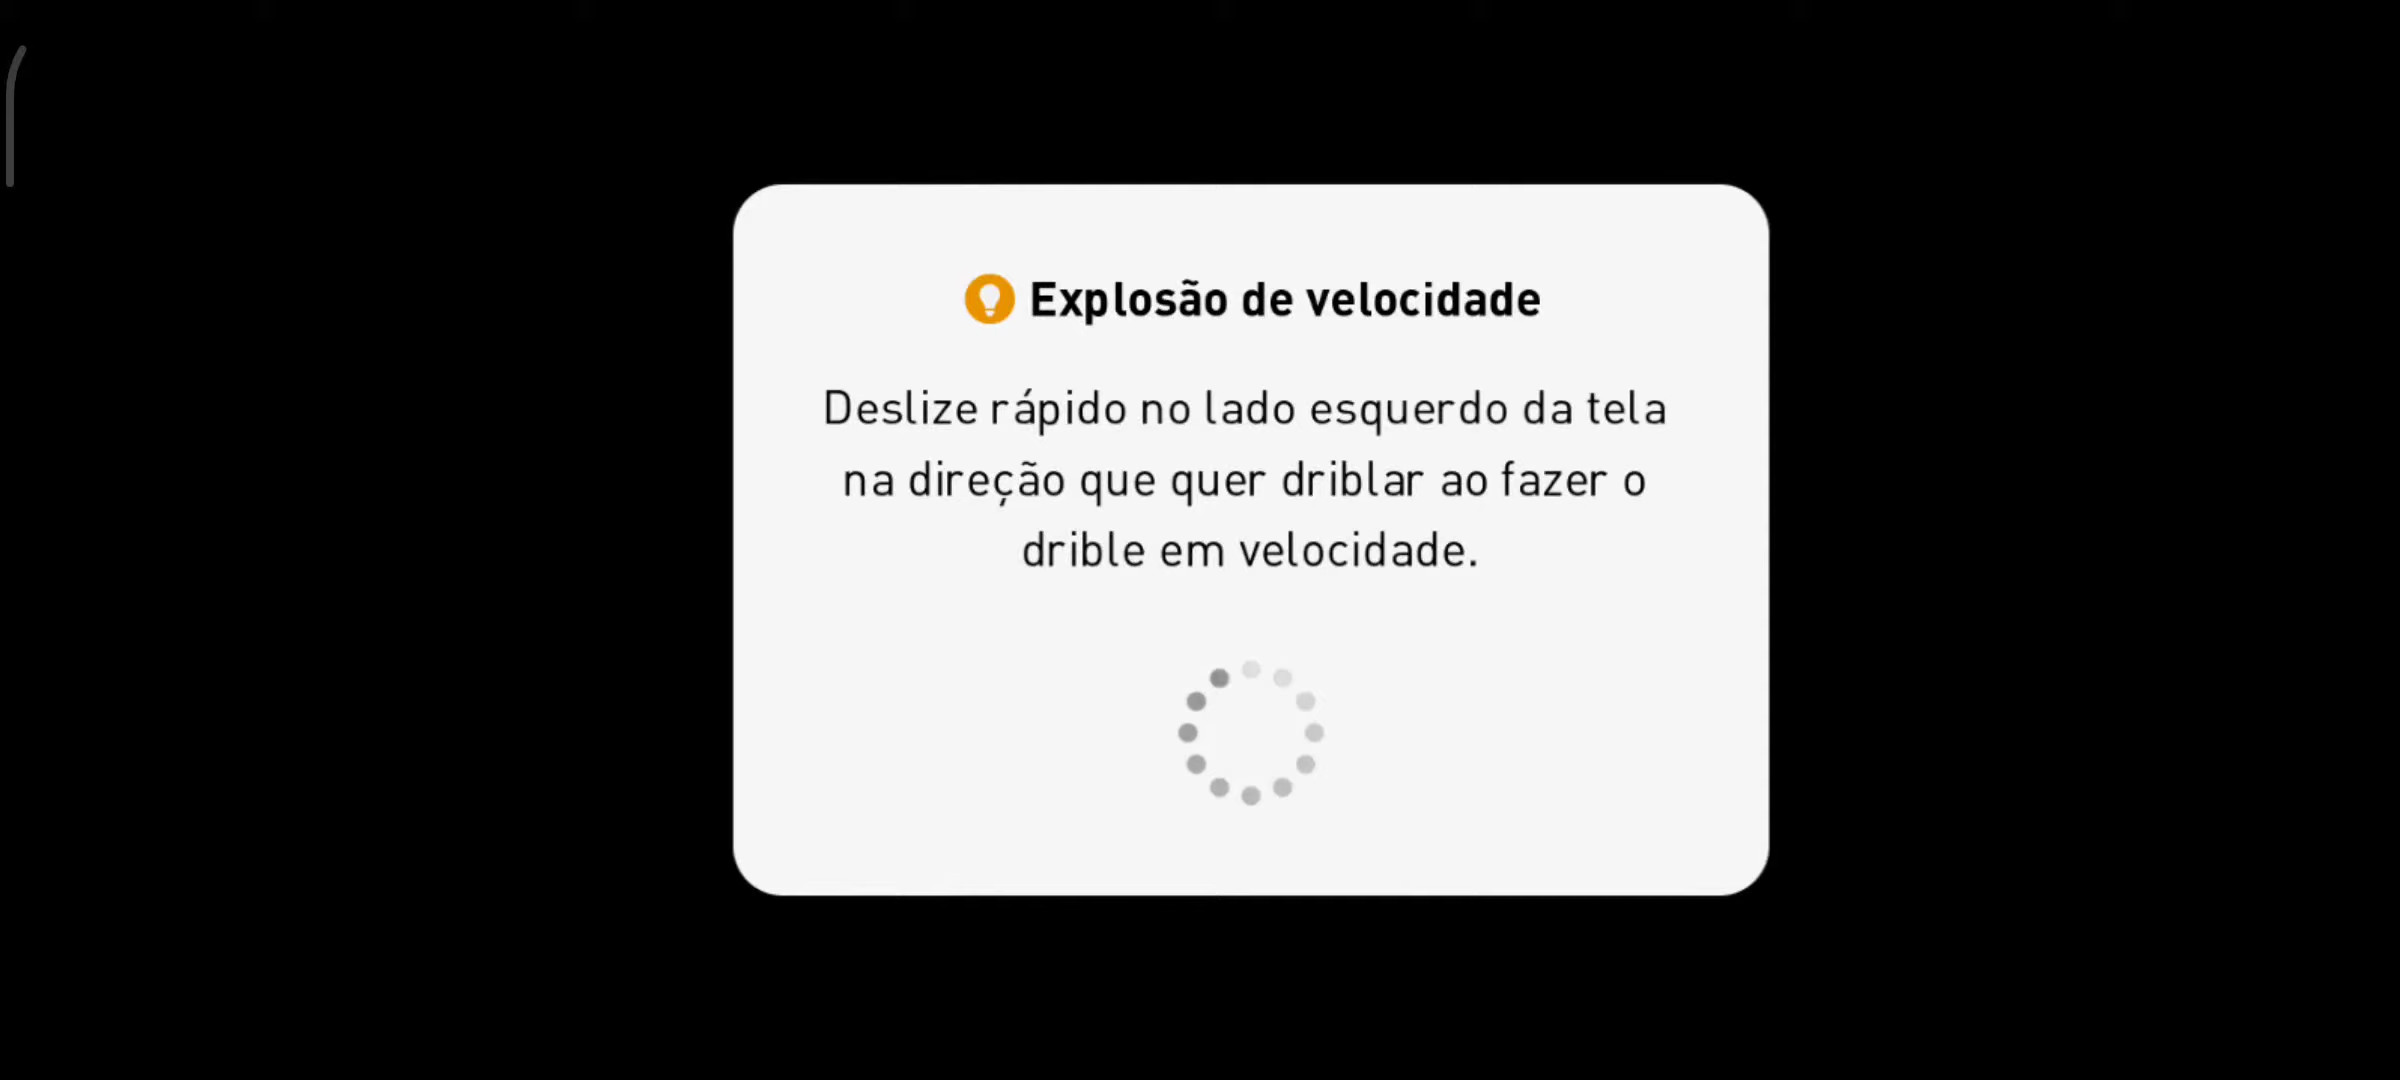 Explosão de velocidade
Deslize rápido no lado esquerdo da tela
na direção que quer driblar ao fazer o
drible em velocidade.